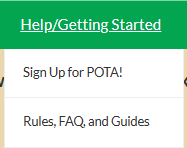 Help/Getting Started
Sign Up for POTA!
Rules, FAQ, and Guides